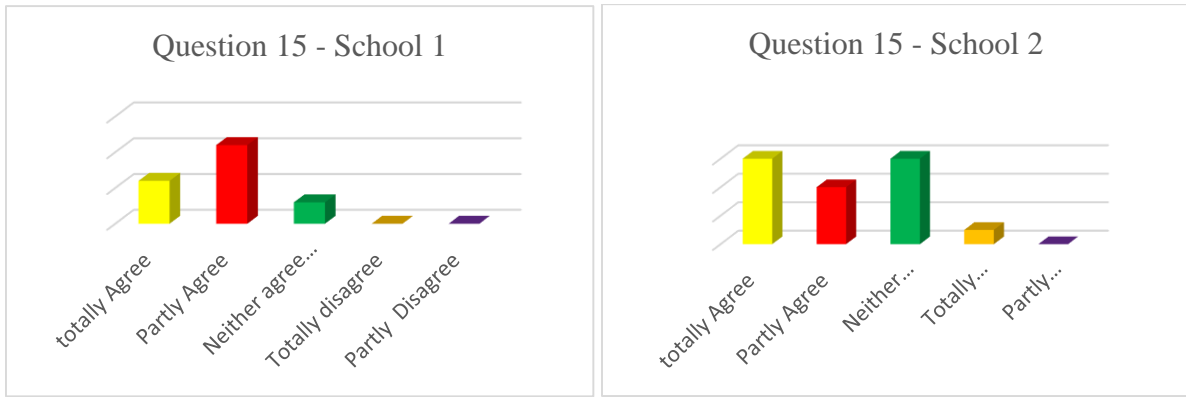 Question 15 - School 1
totally Agree
Partly Agree
Neither agree...
Totally disagree
Partly  Disagree
Question 15 - School 2
totally Agree
Partly Agree
Neither...
Totally...
Partly...